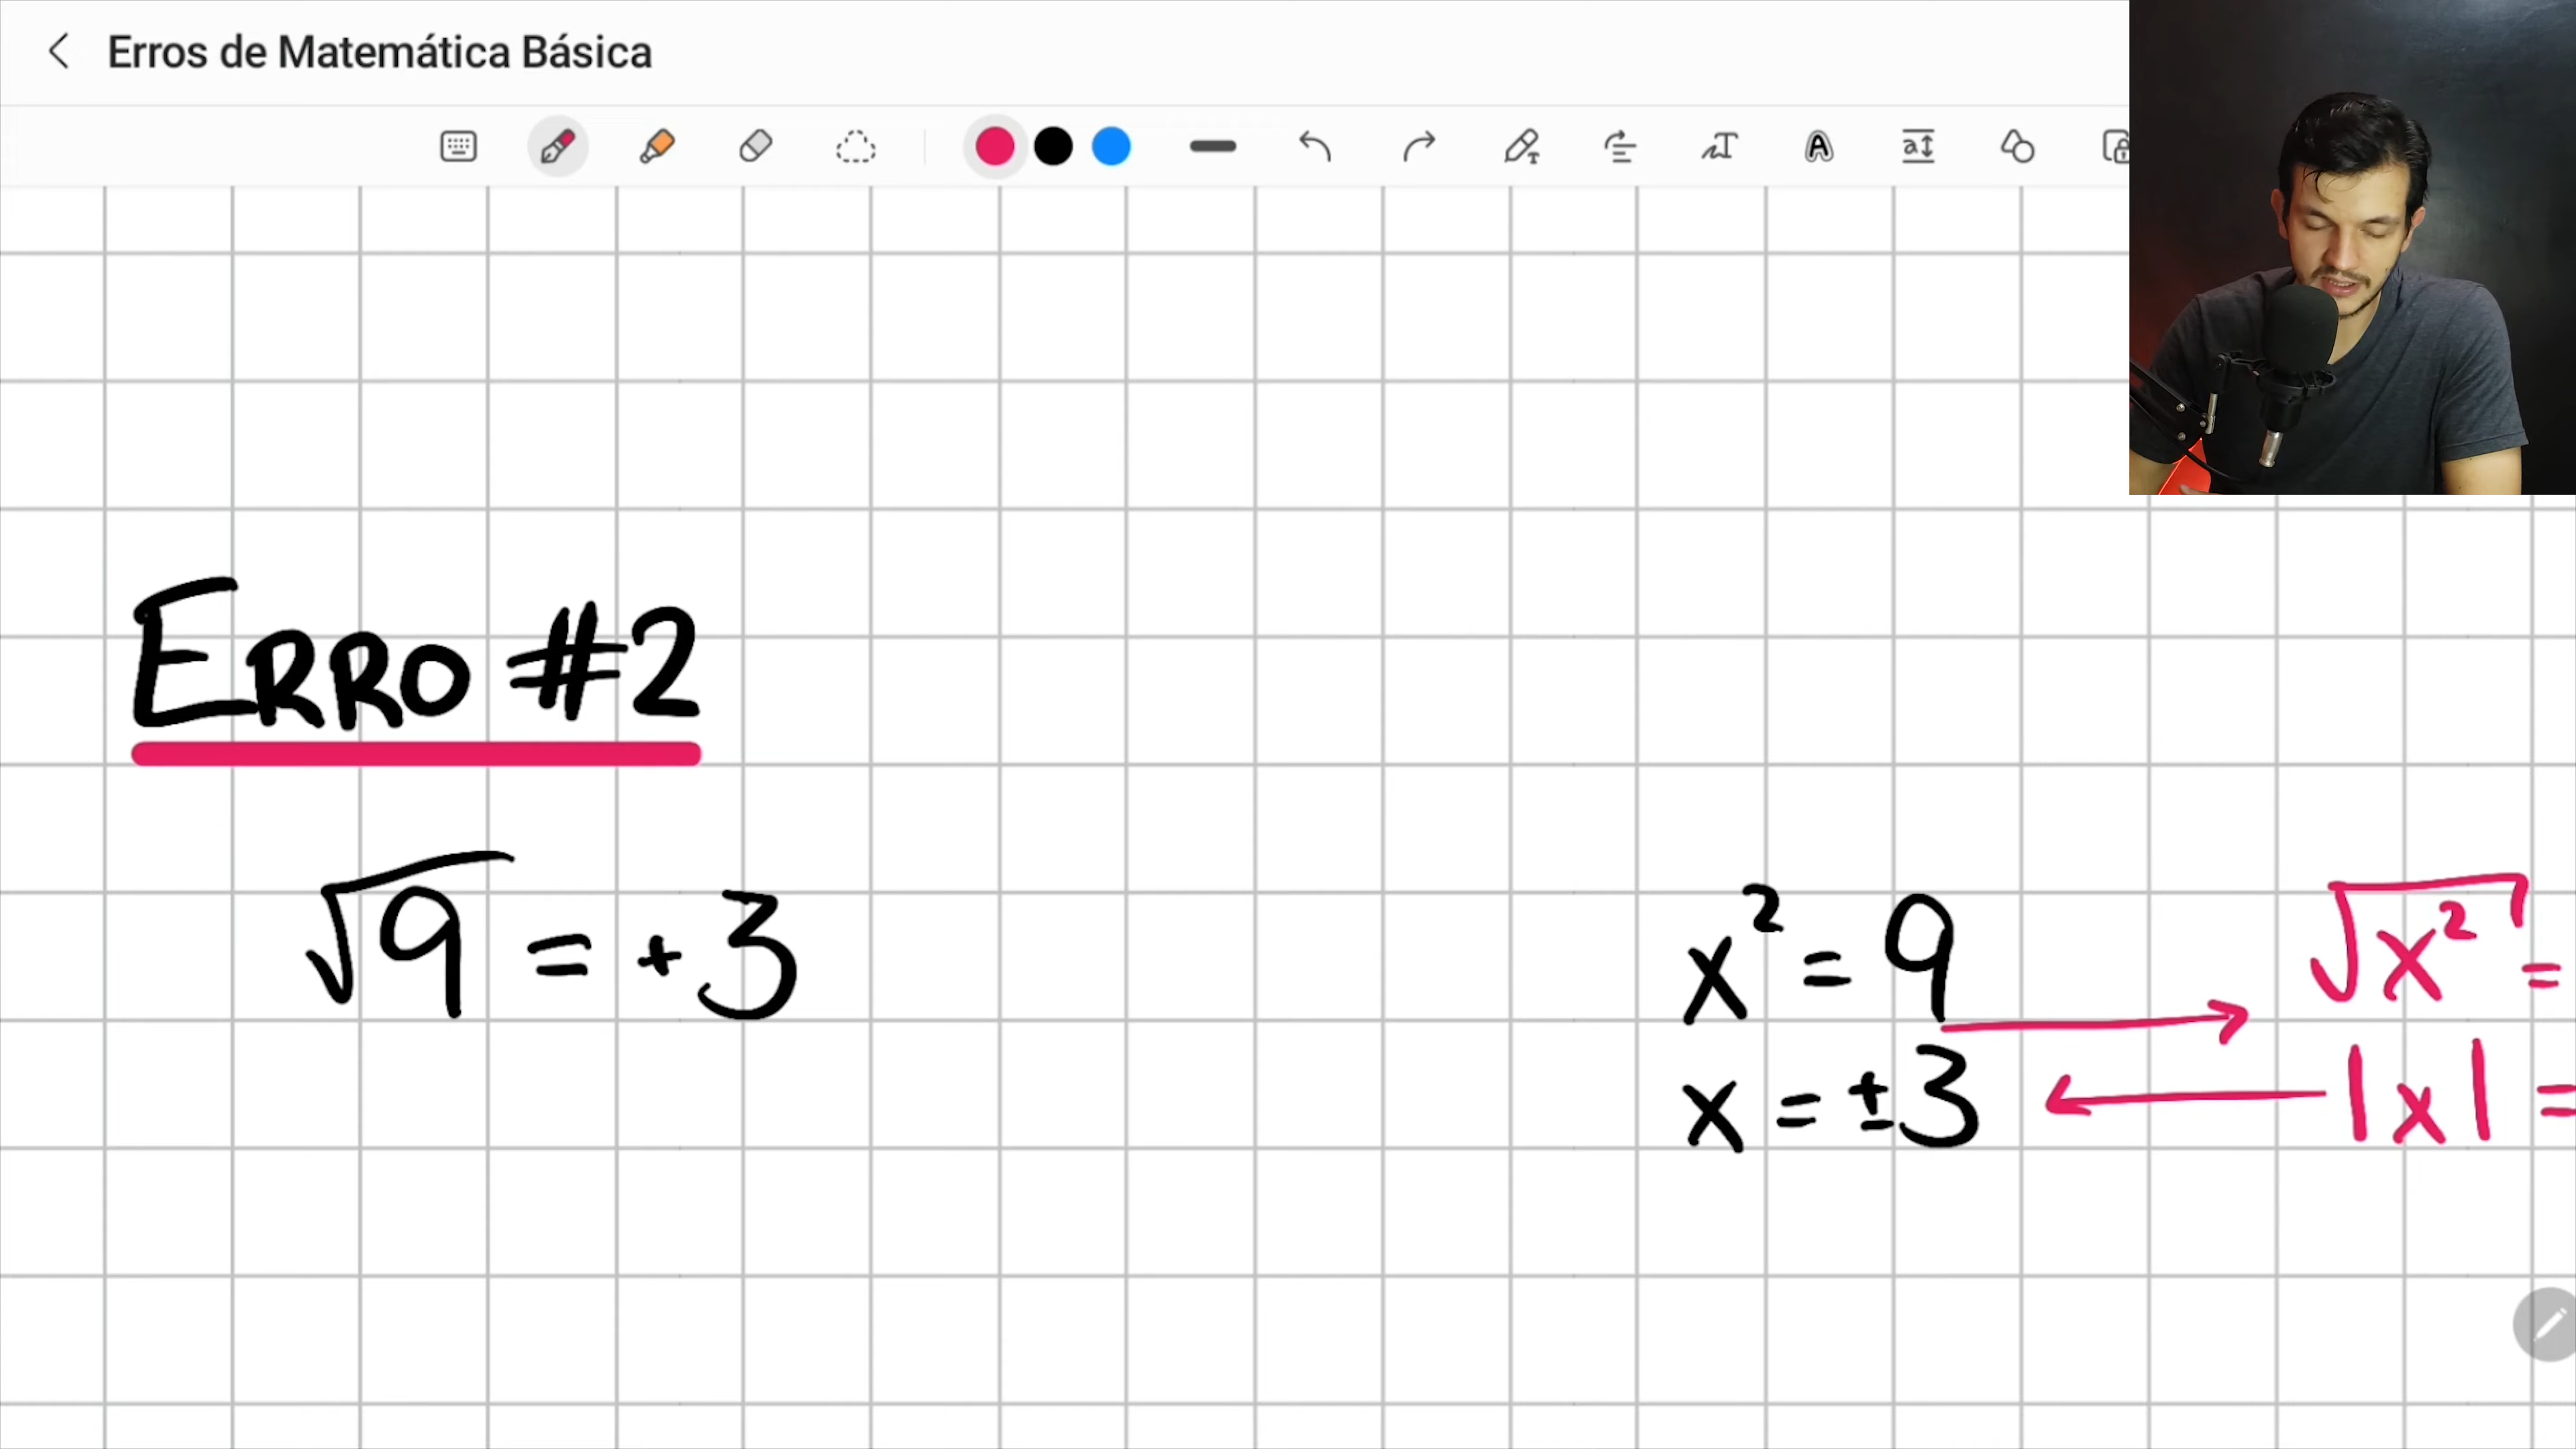 Erros de Matemática Básica
ERRO #2
√9 = +3
x² = 9
x = ±3
√x² =
|x| =